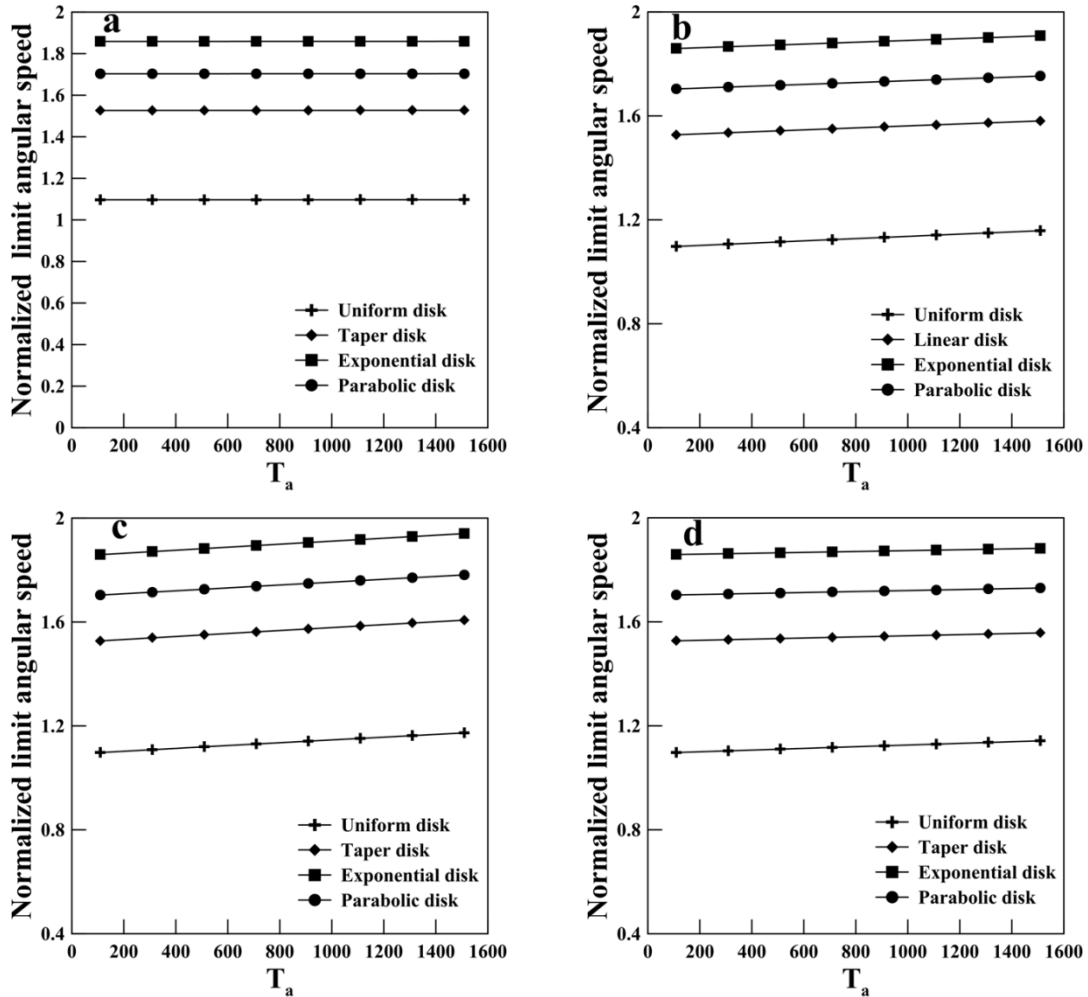 a
Normalized limit angular speed
2
1.8
1.6
1.4
1.2
1
0.8
0.6
0.4
0.2
0
Uniform disk
Taper disk
Exponential disk
Parabolic disk
0 200 400 600 800 1000 1200 1400 1600
Ta
b
Normalized limit angular speed
2
1.6
1.2
0.8
0.4
Uniform disk
Linear disk
Exponential disk
Parabolic disk
0 200 400 600 800 1000 1200 1400 1600
Ta
c
Normalized limit angular speed
2
1.6
1.2
0.8
0.4
Uniform disk
Taper disk
Exponential disk
Parabolic disk
0 200 400 600 800 1000 1200 1400 1600
Ta
d
Normalized limit angular speed
2
1.6
1.2
0.8
0.4
Uniform disk
Taper disk
Exponential disk
Parabolic disk
0 200 400 600 800 1000 1200 1400 1600
Ta